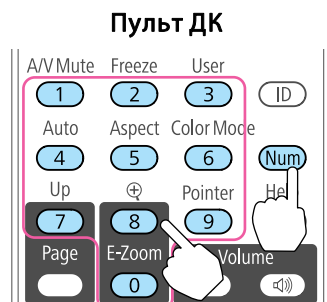 Пульт ДК
A/V Mute Freeze User
1 2 3 ID
Auto Aspect Color Mode
4 5 6 Num
Up Pointer
7 8 9
Page E-Zoom Volume
0